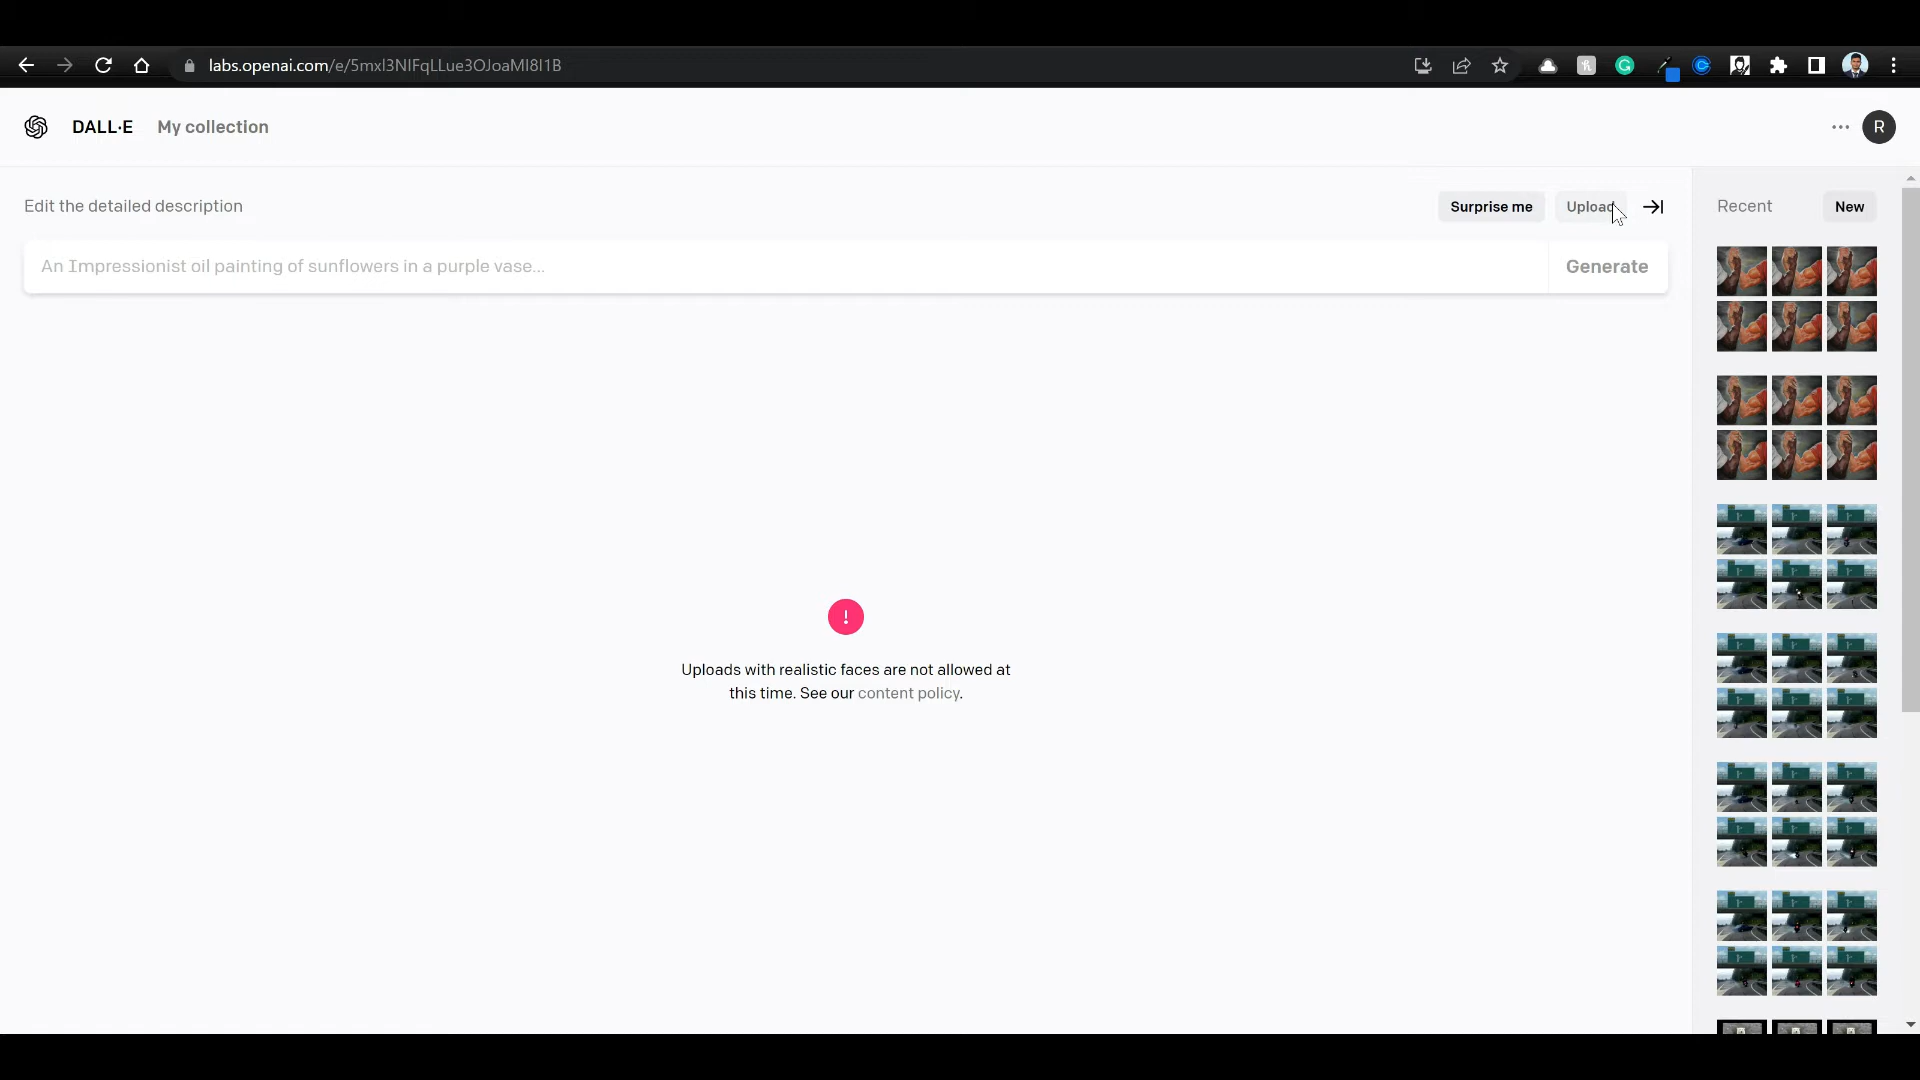 labs.openai.com/e/5mxl3NIFqLLue3OJoaMI8I1B
DALL·E My collection
... R
Edit the detailed description
Surprise me Upload
Recent New
An Impressionist oil painting of sunflowers in a purple vase...
Generate
!
Uploads with realistic faces are not allowed at
this time. See our content policy.